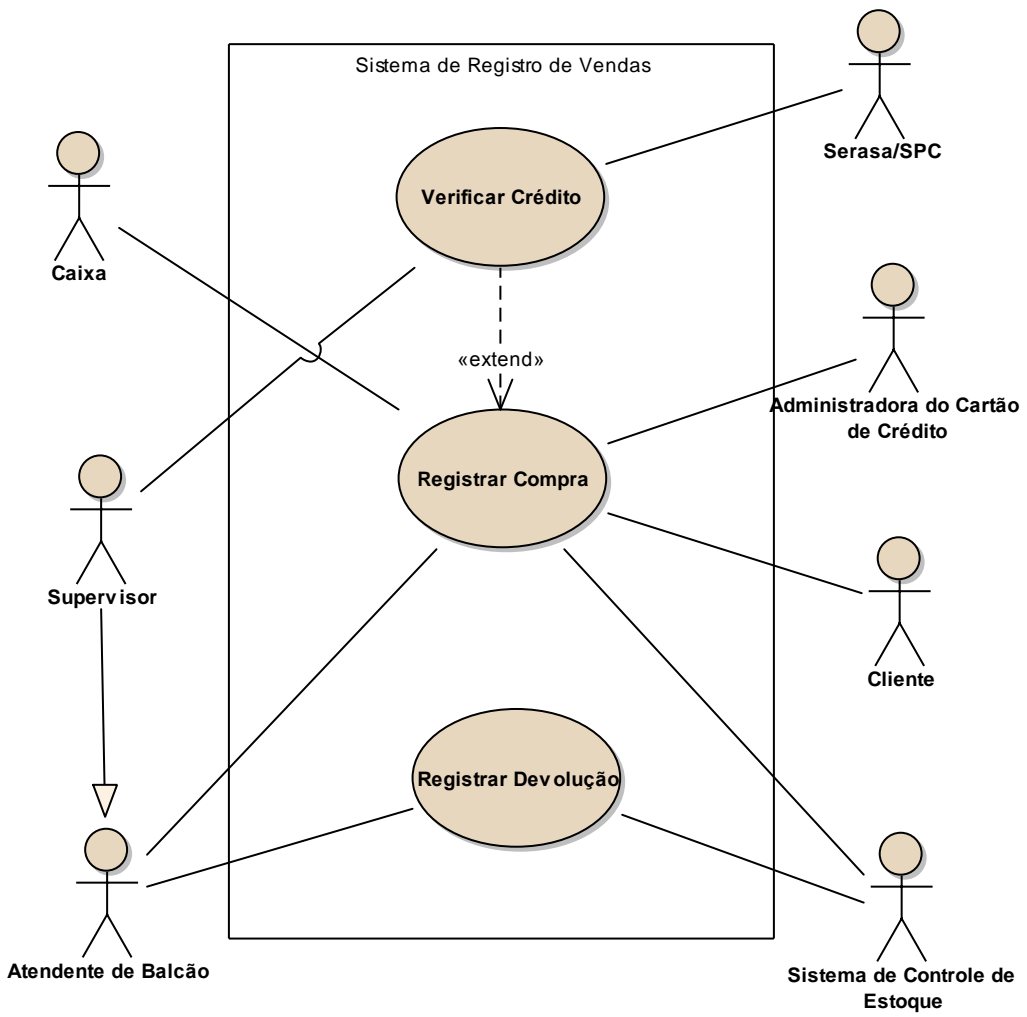 Sistema de Registro de Vendas
Serasa/SPC
Verificar Crédito
Caixa
«extend»
Administradora do Cartão
de Crédito
Registrar Compra
Supervisor
Cliente
Registrar Devolução
Atendente de Balcão
Sistema de Controle de
Estoque